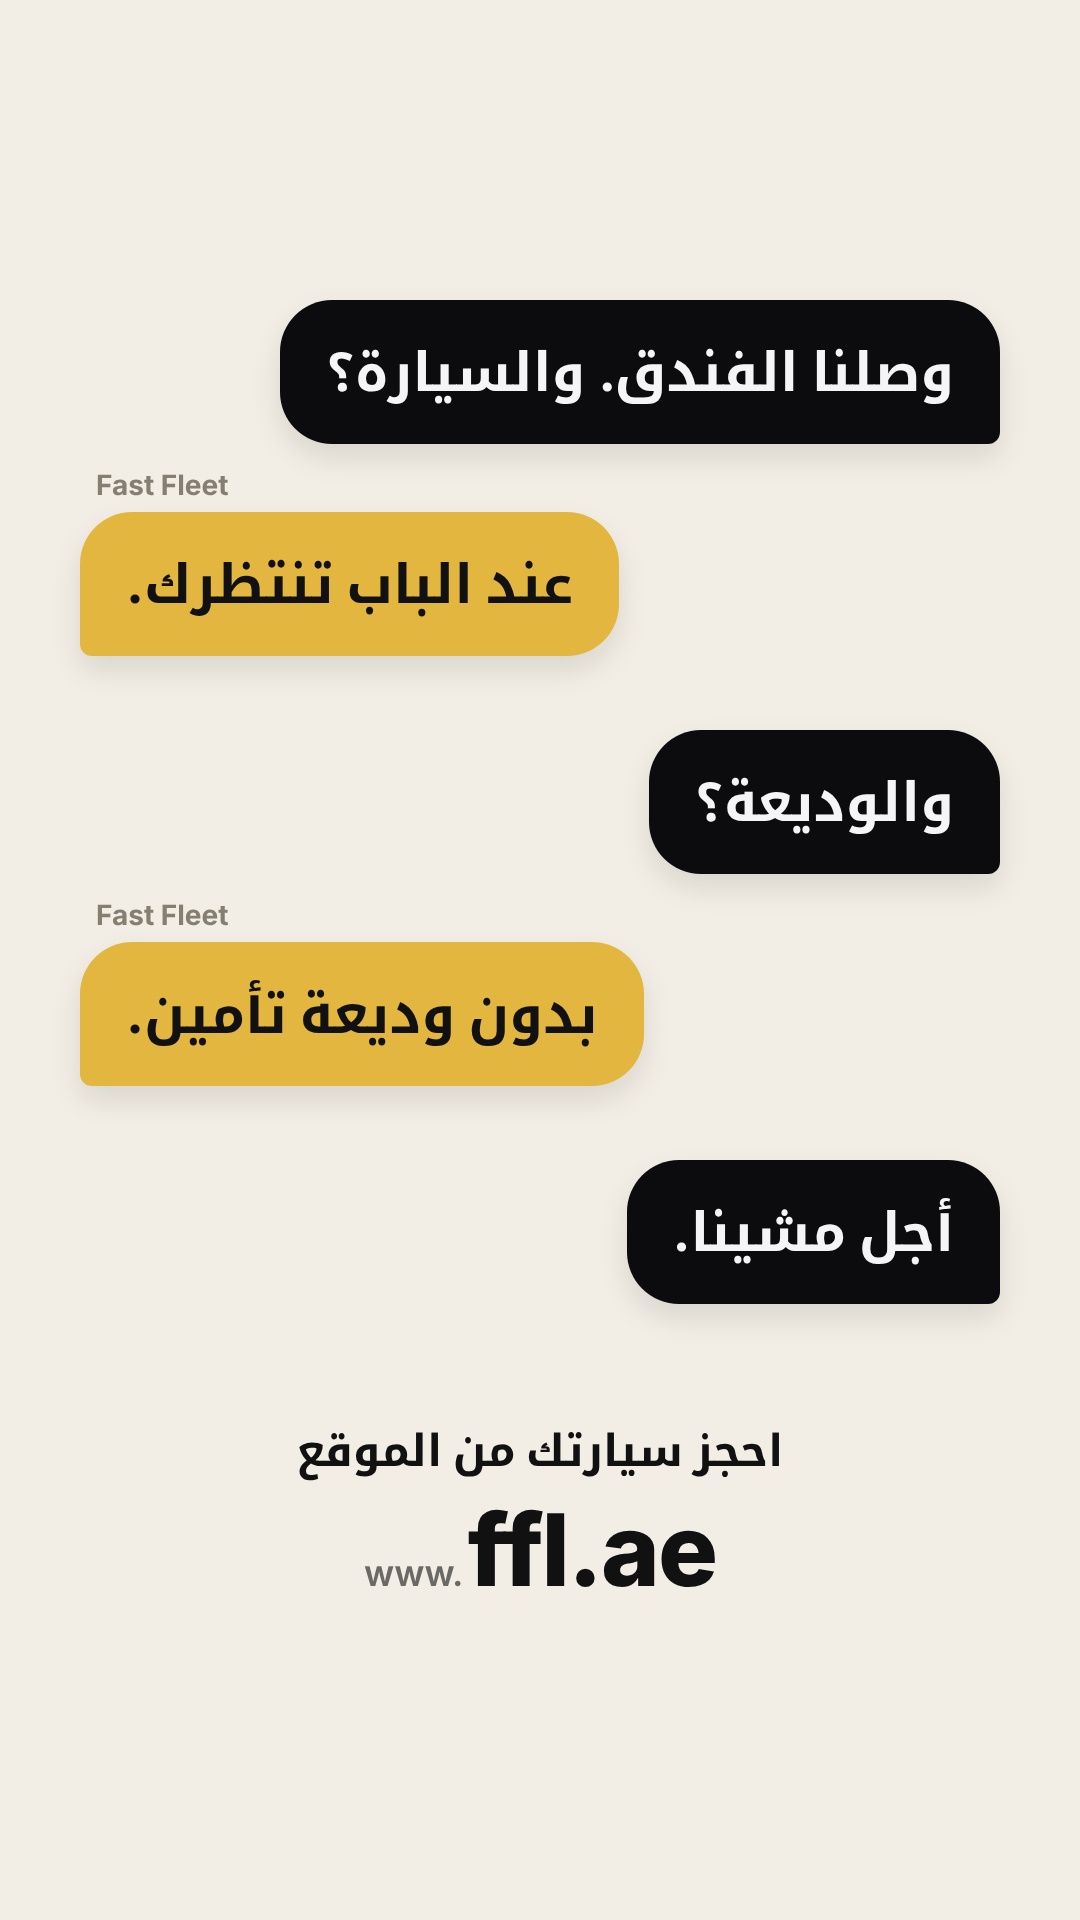 وصلنا الفندق. والسيارة؟
Fast Fleet
عند الباب تنتظرك.
والوديعة؟
Fast Fleet
بدون وديعة تأمين.
أجل مشينا.
احجز سيارتك من الموقع
www.ffl.ae